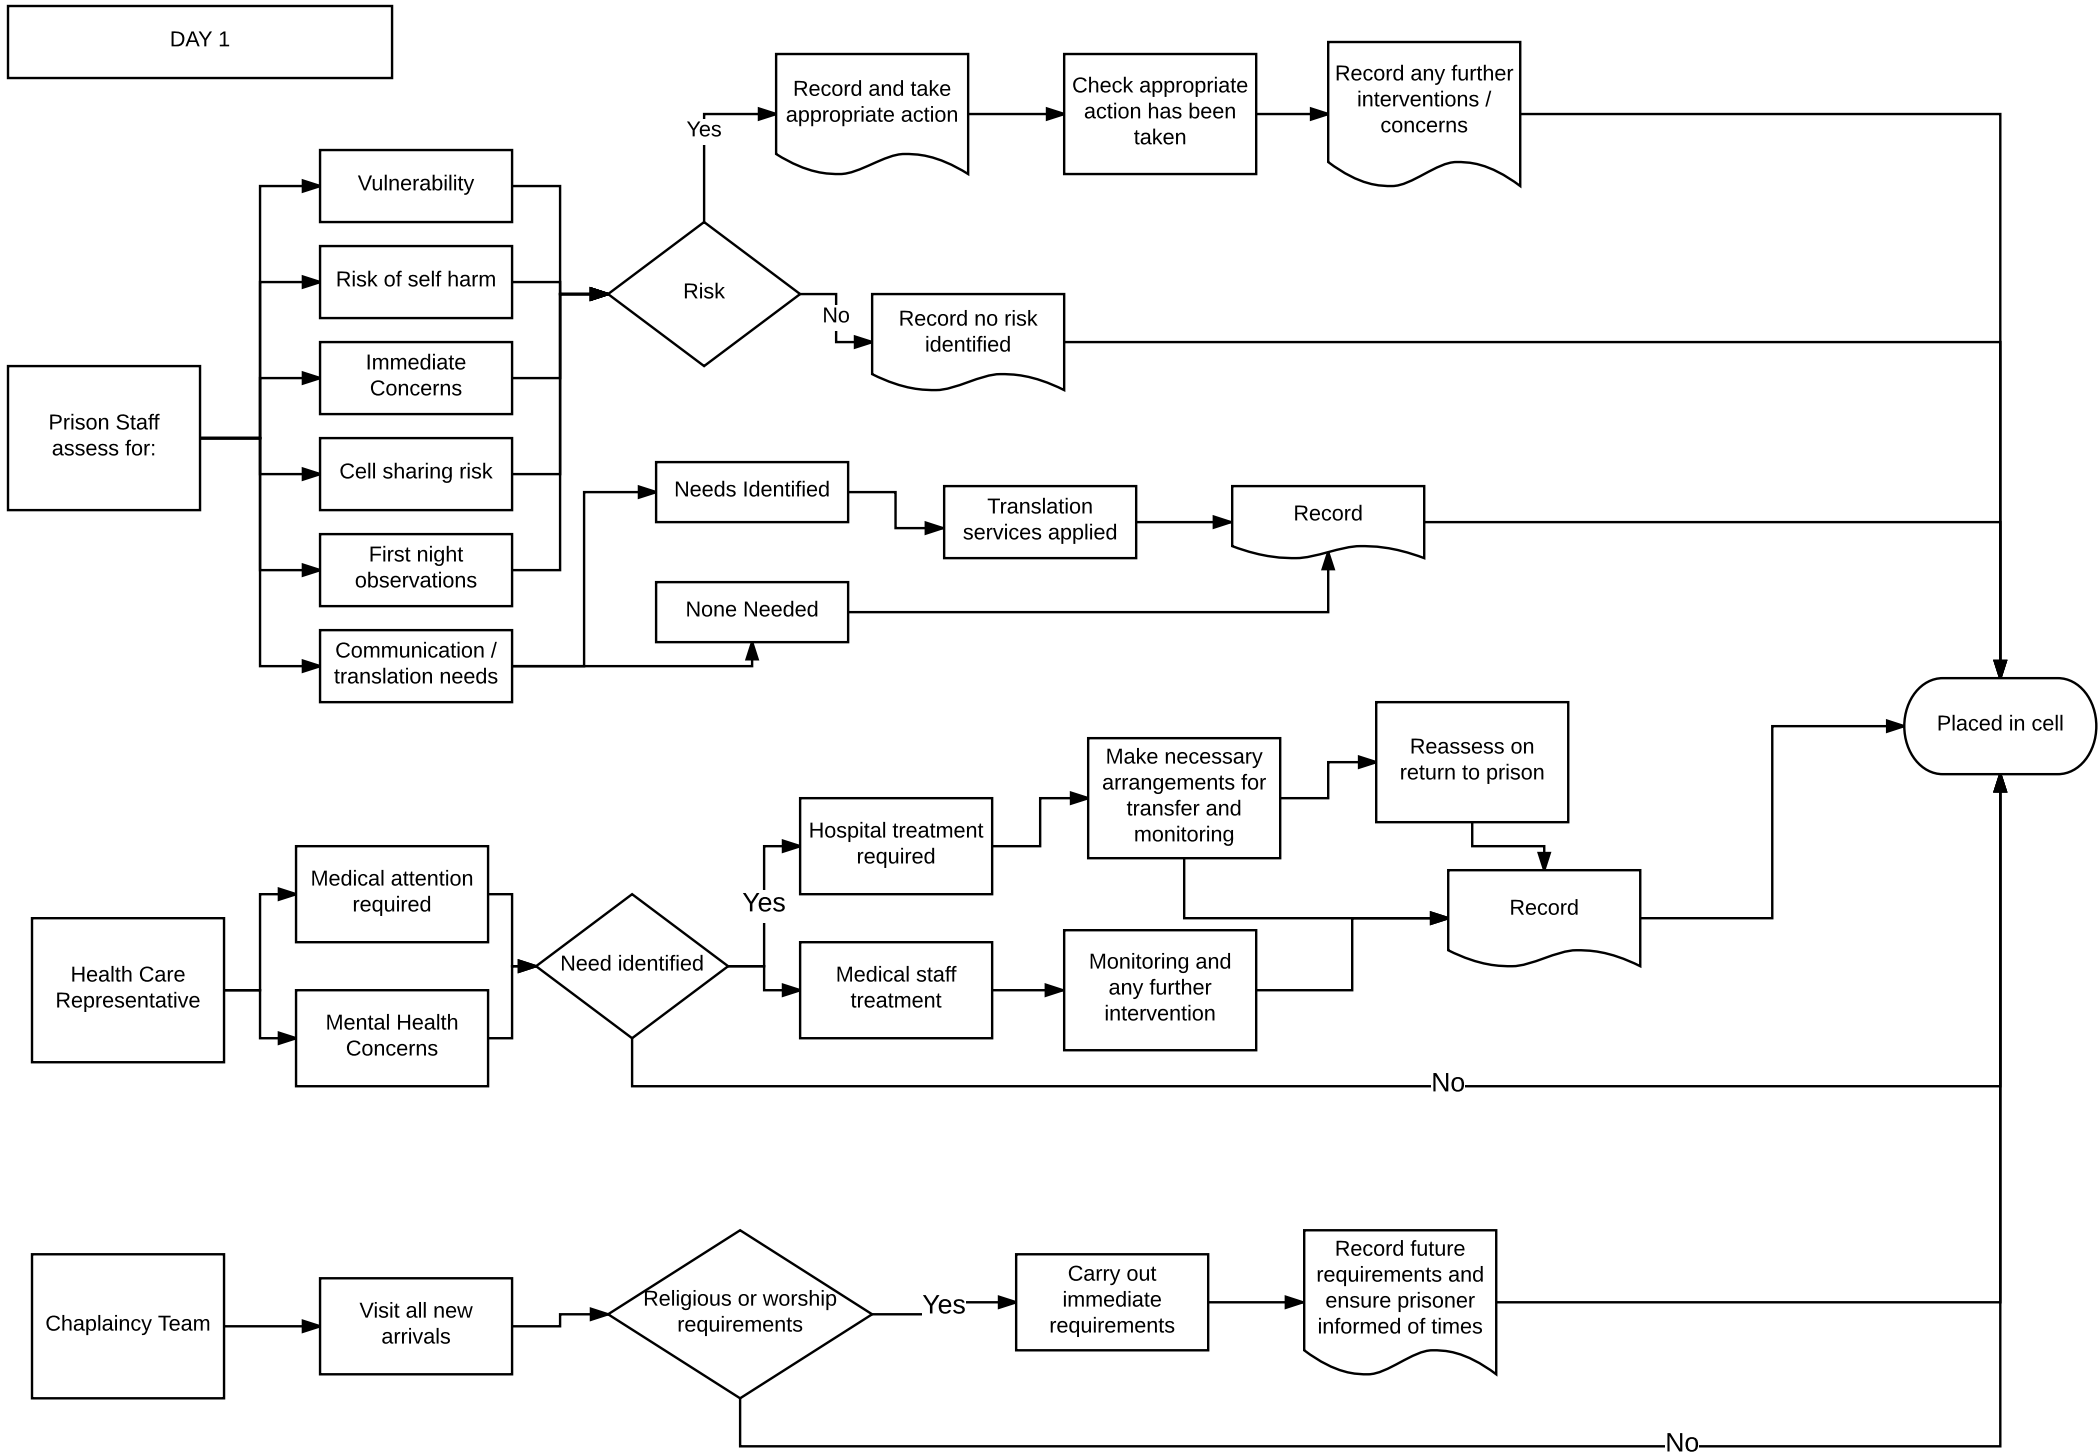 DAY 1
Record and take
appropriate action
Check appropriate
action has been
taken
Record any further
interventions /
concerns
Yes
Vulnerability
Risk of self harm
Risk
No
Record no risk
identified
Immediate
Concerns
Prison Staff
assess for:
Cell sharing risk
Needs Identified
Translation
services applied
Record
First night
observations
None Needed
Communication /
translation needs
Placed in cell
Make necessary
arrangements for
transfer and
monitoring
Reassess on
return to prison
Hospital treatment
required
Medical attention
required
Yes
Record
Health Care
Representative
Need identified
Medical staff
treatment
Monitoring and
any further
intervention
Mental Health
Concerns
No
Chaplaincy Team
Visit all new
arrivals
Religious or worship
requirements
Yes
Carry out
immediate
requirements
Record future
requirements and
ensure prisoner
informed of times
No